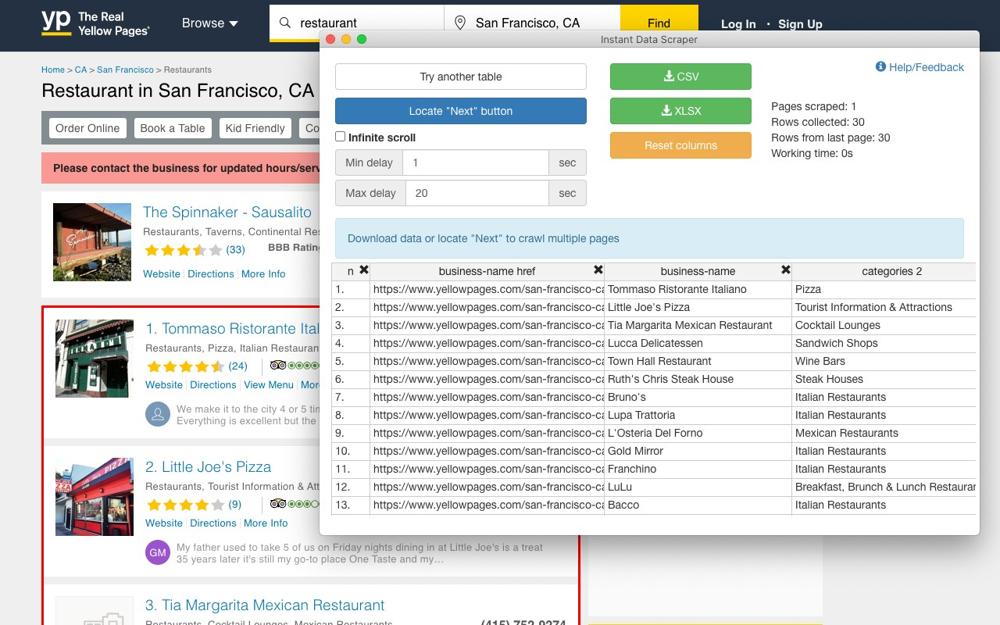 yp The Real
Yellow Pages®
Browse
restaurant
San Francisco, CA
Find
Log In · Sign Up
Home > CA > San Francisco > Restaurants
Restaurant in San Francisco, CA
Order Online
Book a Table
Kid Friendly
Co
Please contact the business for updated hours/serv
The Spinnaker - Sausalito
Restaurants, Taverns, Continental Res
(33)
BBB Rating
Website
Directions
More Info
1. Tommaso Ristorante Ital
Restaurants, Pizza, Italian Restauran
(24)
Website
Directions
View Menu
Mor
We make it to the city 4 or 5 tin
Everything is excellent but the
2. Little Joe's Pizza
Restaurants, Tourist Information & Att
(9)
Website
Directions
More Info
GM
My father used to take 5 of us on Friday nights dining in at Little Joe's is a treat
35 years later it's still my go-to place One Taste and my...
3. Tia Margarita Mexican Restaurant
Restaurants, Cocktail Lounges, Mexican Restaurants
(415) 752-9274
Instant Data Scraper
Try another table
Locate "Next" button
Infinite scroll
Min delay 1 sec
Max delay 20 sec
CSV
XLSX
Reset columns
Help/Feedback
Pages scraped: 1
Rows collected: 30
Rows from last page: 30
Working time: 0s
Download data or locate "Next" to crawl multiple pages
n business-name href business-name categories 2
1. https://www.yellowpages.com/san-francisco-ca Tommaso Ristorante Italiano Pizza
2. https://www.yellowpages.com/san-francisco-ca Little Joe's Pizza Tourist Information & Attractions
3. https://www.yellowpages.com/san-francisco-ca Tia Margarita Mexican Restaurant Cocktail Lounges
4. https://www.yellowpages.com/san-francisco-ca Lucca Delicatessen Sandwich Shops
5. https://www.yellowpages.com/san-francisco-ca Town Hall Restaurant Wine Bars
6. https://www.yellowpages.com/san-francisco-ca Ruth's Chris Steak House Steak Houses
7. https://www.yellowpages.com/san-francisco-ca Bruno's Italian Restaurants
8. https://www.yellowpages.com/san-francisco-ca Lupa Trattoria Italian Restaurants
9. https://www.yellowpages.com/san-francisco-ca L'Osteria Del Forno Mexican Restaurants
10. https://www.yellowpages.com/san-francisco-ca Gold Mirror Italian Restaurants
11. https://www.yellowpages.com/san-francisco-ca Franchino Italian Restaurants
12. https://www.yellowpages.com/san-francisco-ca LuLu Breakfast, Brunch & Lunch Restauran
13. https://www.yellowpages.com/san-francisco-ca Bacco Italian Restaurants